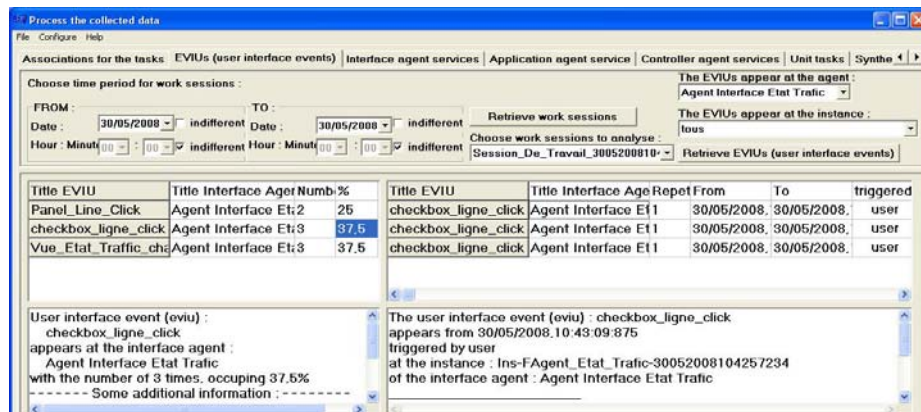 Process the collected data
File Configure Help
Associations for the tasks EVIUs (user interface events) Interface agent services Application agent service Controller agent services Unit tasks Synthe
Choose time period for work sessions :
FROM :
Date : 30/05/2008 indifferent
Hour : Minut 00 : 00 indifferent
TO :
Date : 30/05/2008 indifferent
Hour : Minut 00 : 00 indifferent
Retrieve work sessions
Choose work sessions to analyse :
Session_De_Travail_3005200810
The EVIUs appear at the agent :
Agent Interface Etat Trafic
The EVIUs appear at the instance :
tous
Retrieve EVIUs (user interface events)
Title EVIU Title Interface Ager Numb %
Panel_Line_Click Agent Interface Eta 2 25
checkbox_ligne_click Agent Interface Eta 3 37,5
Vue_Etat_Traffic_cha Agent Interface Eta 3 37,5
Title EVIU Title Interface Age Repet From To triggered
checkbox_ligne_click Agent Interface Et 1 30/05/2008, 30/05/2008, user
checkbox_ligne_click Agent Interface Et 1 30/05/2008, 30/05/2008, user
checkbox_ligne_click Agent Interface Et 1 30/05/2008, 30/05/2008, user
User interface event (eviu) :
checkbox_ligne_click
appears at the interface agent :
Agent Interface Etat Trafic
with the number of 3 times, occuping 37,5%
- - - - - - - Some additional information : - - - - - - - -
The user interface event (eviu) : checkbox_ligne_click
appears from 30/05/2008,10:43:09:875
triggered by user
at the instance : Ins-FAgent_Etat_Trafic-30052008104257234
of the interface agent : Agent Interface Etat Trafic